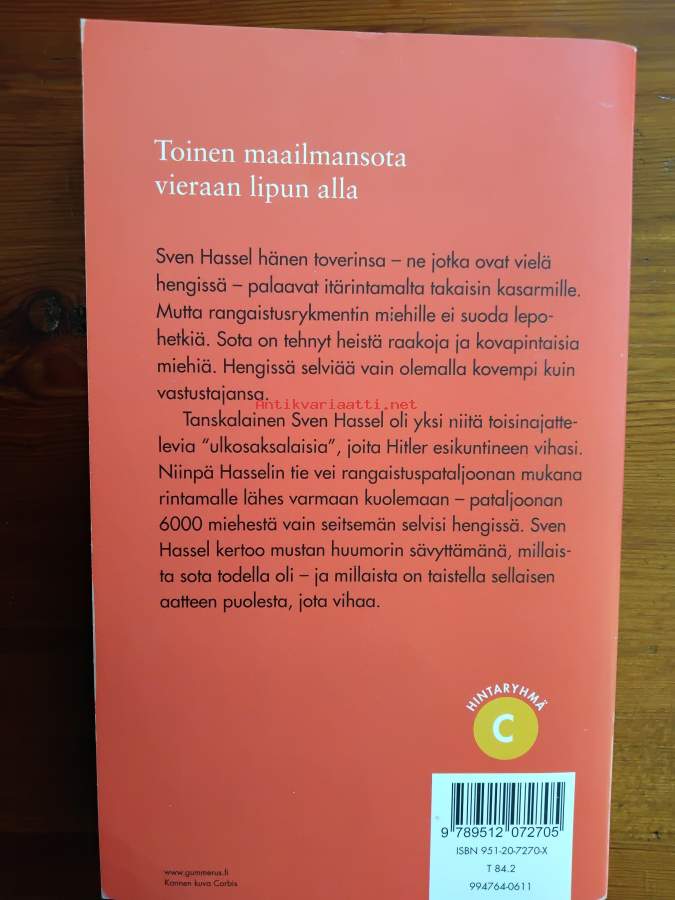 Toinen maailmansota
vieraan lipun alla
Sven Hassel hänen toverinsa – ne jotka ovat vielä
hengissä – palaavat itärintamalta takaisin kasarmille.
Mutta rangaistusrykmentin miehille ei suoda lepo-
hetkiä. Sota on tehnyt heistä raakoja ja kovapintaisia
miehiä. Hengissä selviää vain olemalla kovempi kuin
vastustajansa.
Antikvariaatti.net
Tanskalainen Sven Hassel oli yksi niitä toisinajatte-
levia “ulkosaksalaisia”, joita Hitler esikuntineen vihasi.
Niinpä Hasselin tie vei rangaistuspataljoonan mukana
rintamalle lähes varmaan kuolemaan – pataljoonan
6000 miehestä vain seitsemän selvisi hengissä. Sven
Hassel kertoo mustan huumorin sävyttämänä, millais-
ta sota todella oli – ja millaista on taistella sellaisen
aatteen puolesta, jota vihaa.
HINTARYHMÄ
C
9 789512 072705
ISBN 951-20-7270-X
T 84.2
994764-0611
www.gummerus.fi
Kannen kuva Corbis